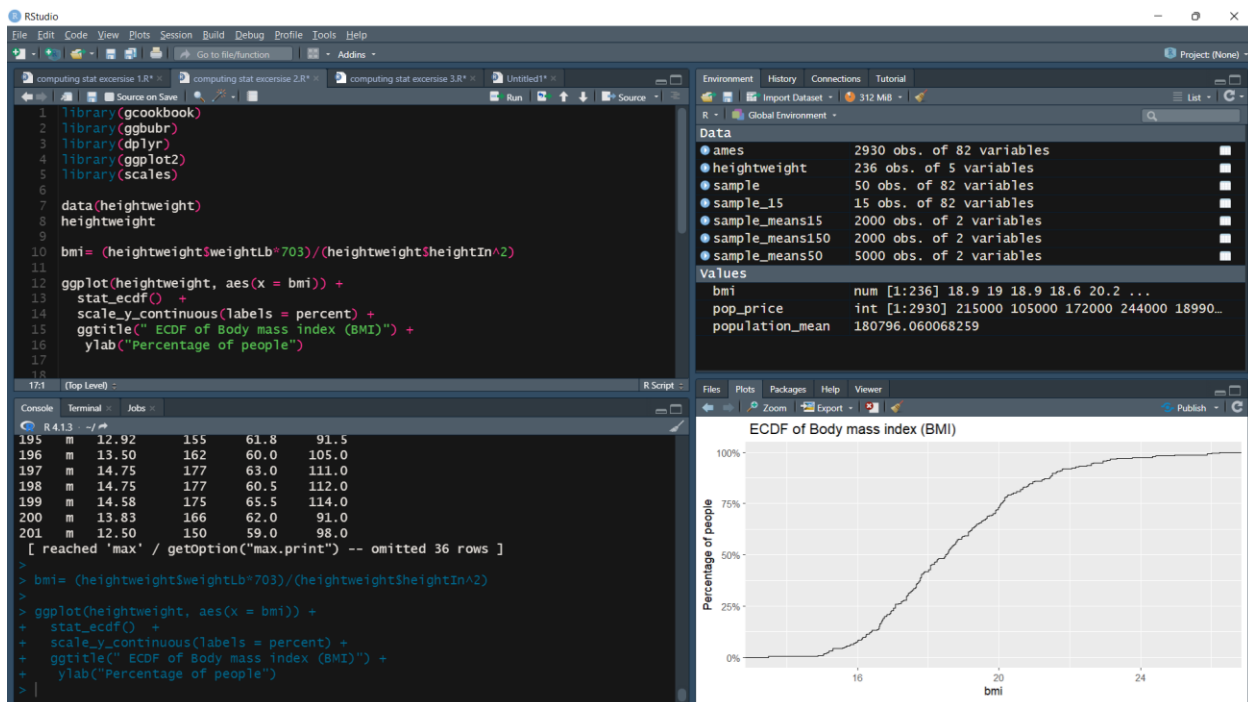 RStudio
File Edit Code View Plots Session Build Debug Profile Tools Help
Go to file/function Addins
Project: (None)
computing stat excersise 1.R* computing stat excersise 2.R* computing stat excersise 3.R* Untitled1*
Source on Save Run Source
1 library(gcookbook)
2 library(ggbubr)
3 library(dplyr)
4 library(ggplot2)
5 library(scales)
6
7 data(heightweight)
8 heightweight
9
10 bmi= (heightweight$weightLb*703)/(heightweight$heightIn^2)
11
12 ggplot(heightweight, aes(x = bmi)) +
13 stat_ecdf() +
14 scale_y_continuous(labels = percent) +
15 ggtitle(" ECDF of Body mass index (BMI)") +
16 ylab("Percentage of people")
17
18
17:1 (Top Level) R Script
Console Terminal Jobs
R 4.1.3 · ~/
195 m 12.92 155 61.8 91.5
196 m 13.50 162 60.0 105.0
197 m 14.75 177 63.0 111.0
198 m 14.75 177 60.5 112.0
199 m 14.58 175 65.5 114.0
200 m 13.83 166 62.0 91.0
201 m 12.50 150 59.0 98.0
[ reached 'max' / getOption("max.print") -- omitted 36 rows ]
>
> bmi= (heightweight$weightLb*703)/(heightweight$heightIn^2)
>
> ggplot(heightweight, aes(x = bmi)) +
+ stat_ecdf() +
+ scale_y_continuous(labels = percent) +
+ ggtitle(" ECDF of Body mass index (BMI)") +
+ ylab("Percentage of people")
>
Environment History Connections Tutorial
Import Dataset 312 MiB List
R Global Environment
Data
ames 2930 obs. of 82 variables
heightweight 236 obs. of 5 variables
sample 50 obs. of 82 variables
sample_15 15 obs. of 82 variables
sample_means15 2000 obs. of 2 variables
sample_means150 2000 obs. of 2 variables
sample_means50 5000 obs. of 2 variables
Values
bmi num [1:236] 18.9 19 18.9 18.6 20.2 ...
pop_price int [1:2930] 215000 105000 172000 244000 18990…
population_mean 180796.060068259
Files Plots Packages Help Viewer
Zoom Export Publish
ECDF of Body mass index (BMI)
100%
75%
50%
25%
0%
Percentage of people
16 20 24
bmi